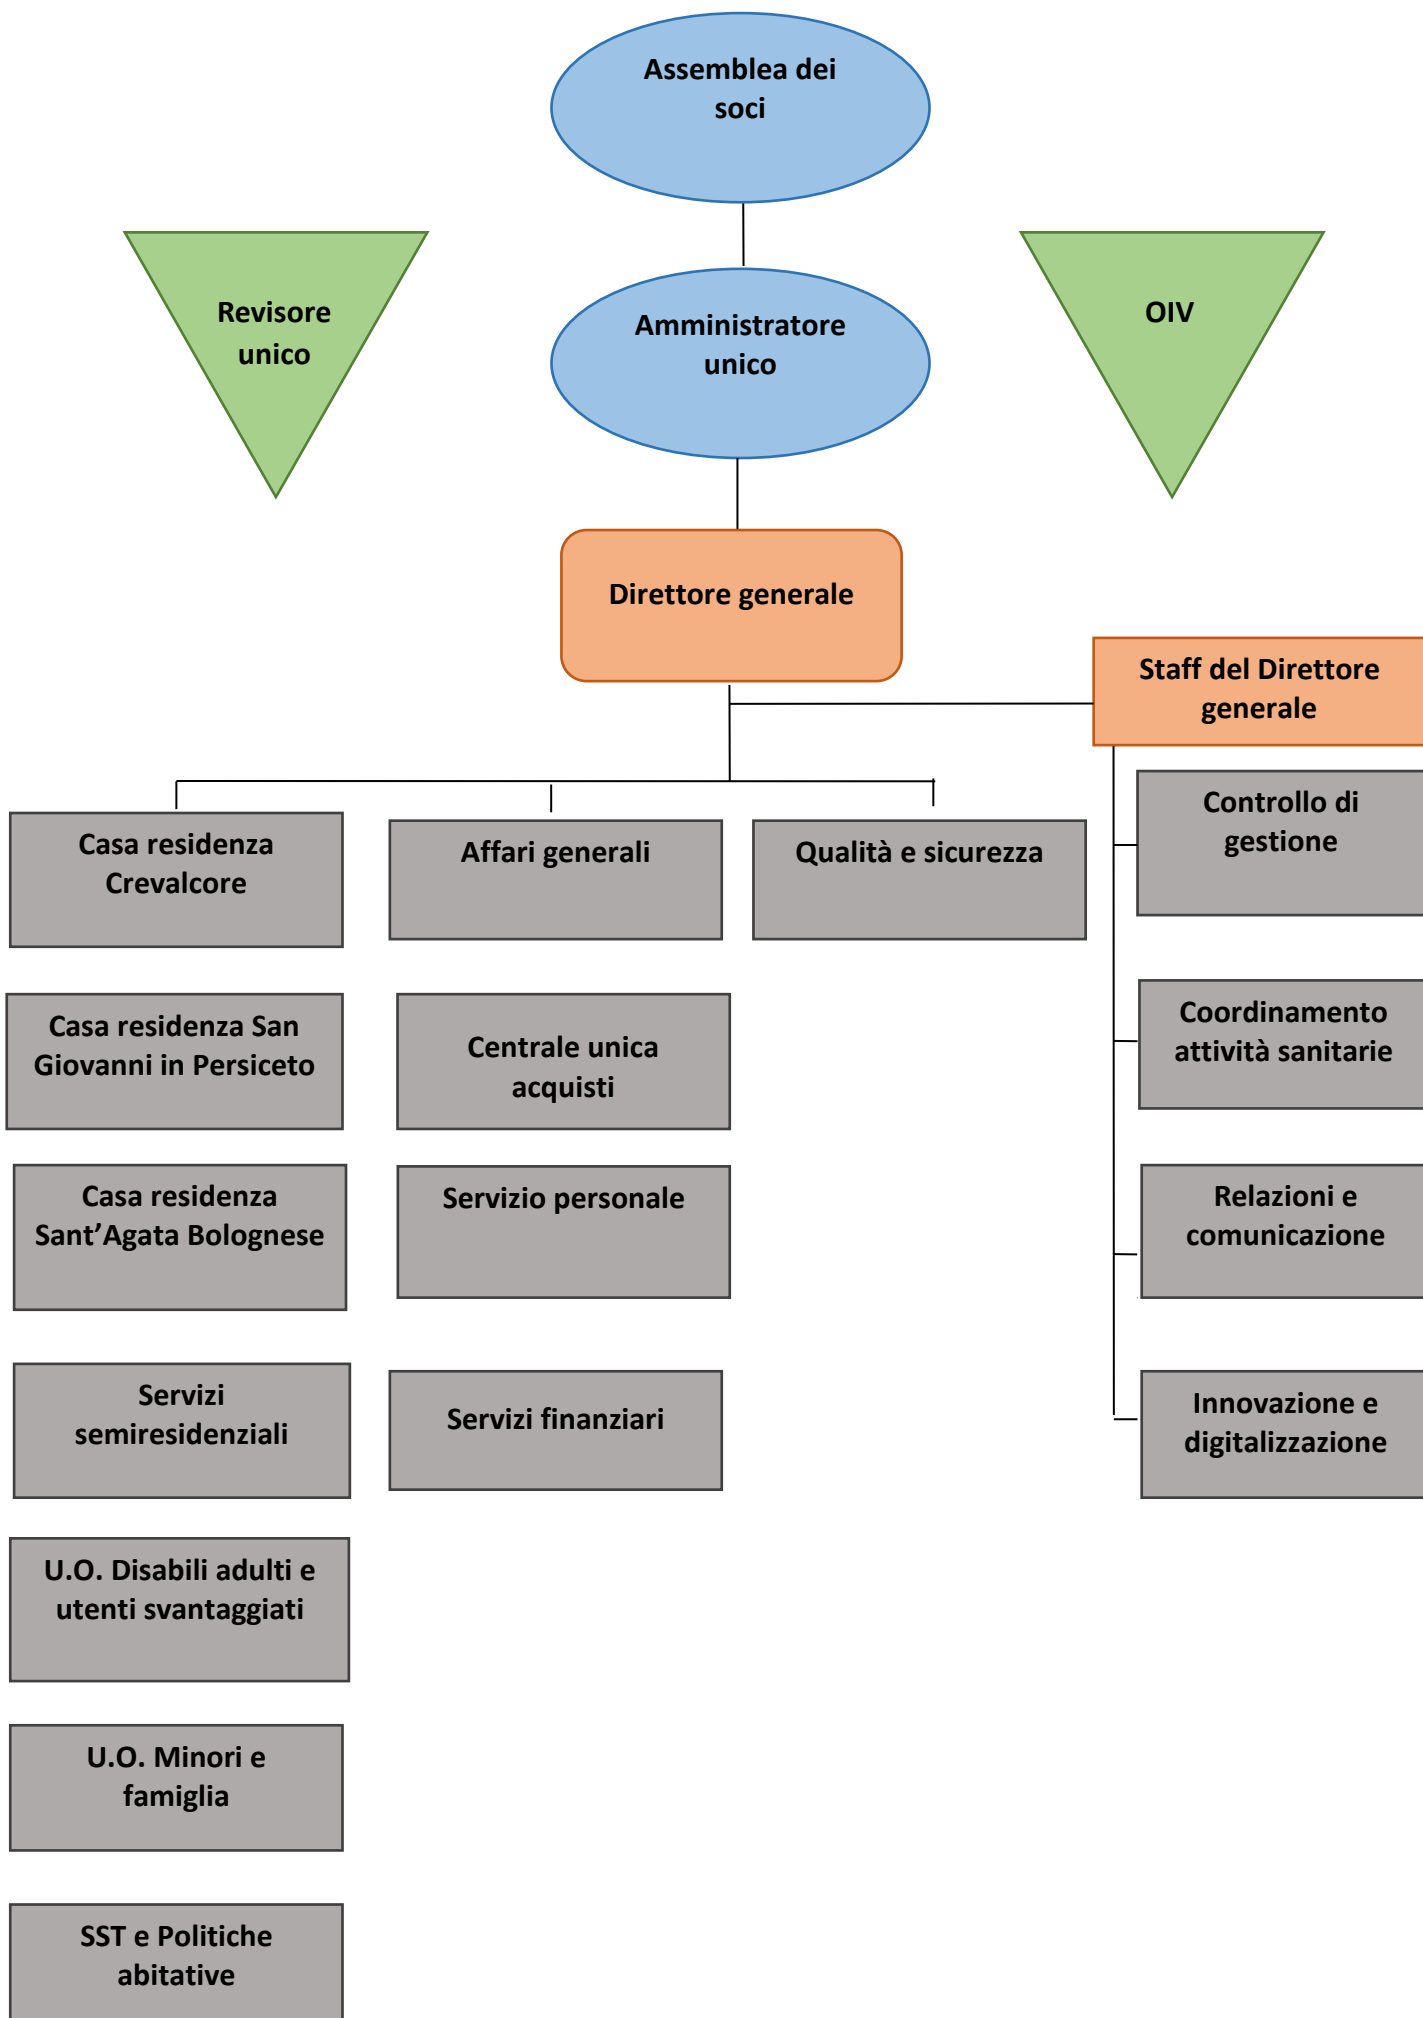 Assemblea dei
soci
Revisore
unico
Amministratore
unico
OIV
Direttore generale
Staff del Direttore
generale
Casa residenza
Crevalcore
Affari generali
Qualità e sicurezza
Controllo di
gestione
Casa residenza San
Giovanni in Persiceto
Centrale unica
acquisti
Coordinamento
attività sanitarie
Casa residenza
Sant’Agata Bolognese
Servizio personale
Relazioni e
comunicazione
Servizi
semiresidenziali
Servizi finanziari
Innovazione e
digitalizzazione
U.O. Disabili adulti e
utenti svantaggiati
U.O. Minori e
famiglia
SST e Politiche
abitative